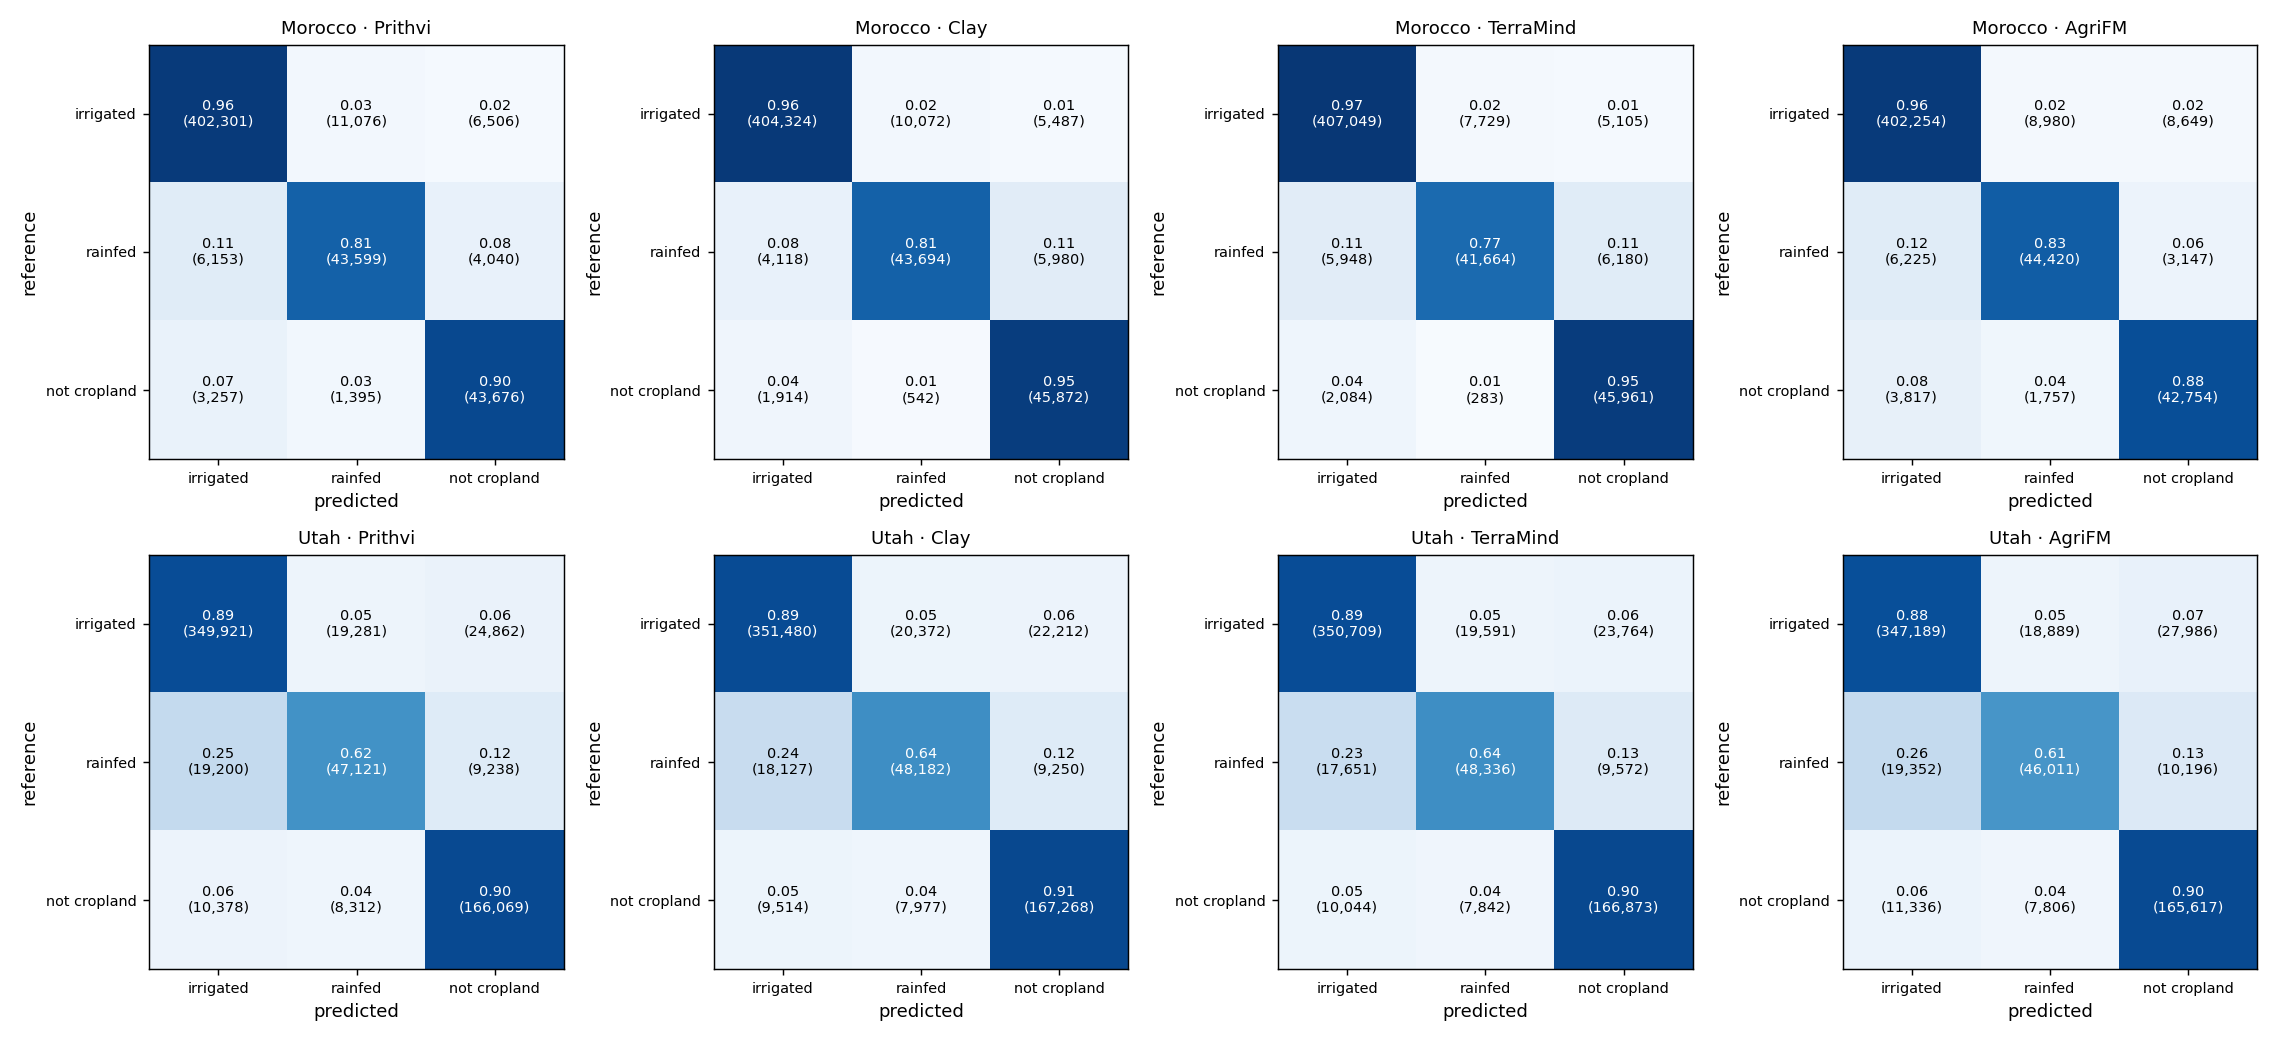 Morocco · Prithvi
reference
irrigated
0.96
(402,301)
0.03
(11,076)
0.02
(6,506)
rainfed
0.11
(6,153)
0.81
(43,599)
0.08
(4,040)
not cropland
0.07
(3,257)
0.03
(1,395)
0.90
(43,676)
irrigated
rainfed
not cropland
predicted
Morocco · Clay
reference
irrigated
0.96
(404,324)
0.02
(10,072)
0.01
(5,487)
rainfed
0.08
(4,118)
0.81
(43,694)
0.11
(5,980)
not cropland
0.04
(1,914)
0.01
(542)
0.95
(45,872)
irrigated
rainfed
not cropland
predicted
Morocco · TerraMind
reference
irrigated
0.97
(407,049)
0.02
(7,729)
0.01
(5,105)
rainfed
0.11
(5,948)
0.77
(41,664)
0.11
(6,180)
not cropland
0.04
(2,084)
0.01
(283)
0.95
(45,961)
irrigated
rainfed
not cropland
predicted
Morocco · AgriFM
reference
irrigated
0.96
(402,254)
0.02
(8,980)
0.02
(8,649)
rainfed
0.12
(6,225)
0.83
(44,420)
0.06
(3,147)
not cropland
0.08
(3,817)
0.04
(1,757)
0.88
(42,754)
irrigated
rainfed
not cropland
predicted
Utah · Prithvi
reference
irrigated
0.89
(349,921)
0.05
(19,281)
0.06
(24,862)
rainfed
0.25
(19,200)
0.62
(47,121)
0.12
(9,238)
not cropland
0.06
(10,378)
0.04
(8,312)
0.90
(166,069)
irrigated
rainfed
not cropland
predicted
Utah · Clay
reference
irrigated
0.89
(351,480)
0.05
(20,372)
0.06
(22,212)
rainfed
0.24
(18,127)
0.64
(48,182)
0.12
(9,250)
not cropland
0.05
(9,514)
0.04
(7,977)
0.91
(167,268)
irrigated
rainfed
not cropland
predicted
Utah · TerraMind
reference
irrigated
0.89
(350,709)
0.05
(19,591)
0.06
(23,764)
rainfed
0.23
(17,651)
0.64
(48,336)
0.13
(9,572)
not cropland
0.05
(10,044)
0.04
(7,842)
0.90
(166,873)
irrigated
rainfed
not cropland
predicted
Utah · AgriFM
reference
irrigated
0.88
(347,189)
0.05
(18,889)
0.07
(27,986)
rainfed
0.26
(19,352)
0.61
(46,011)
0.13
(10,196)
not cropland
0.06
(11,336)
0.04
(7,806)
0.90
(165,617)
irrigated
rainfed
not cropland
predicted